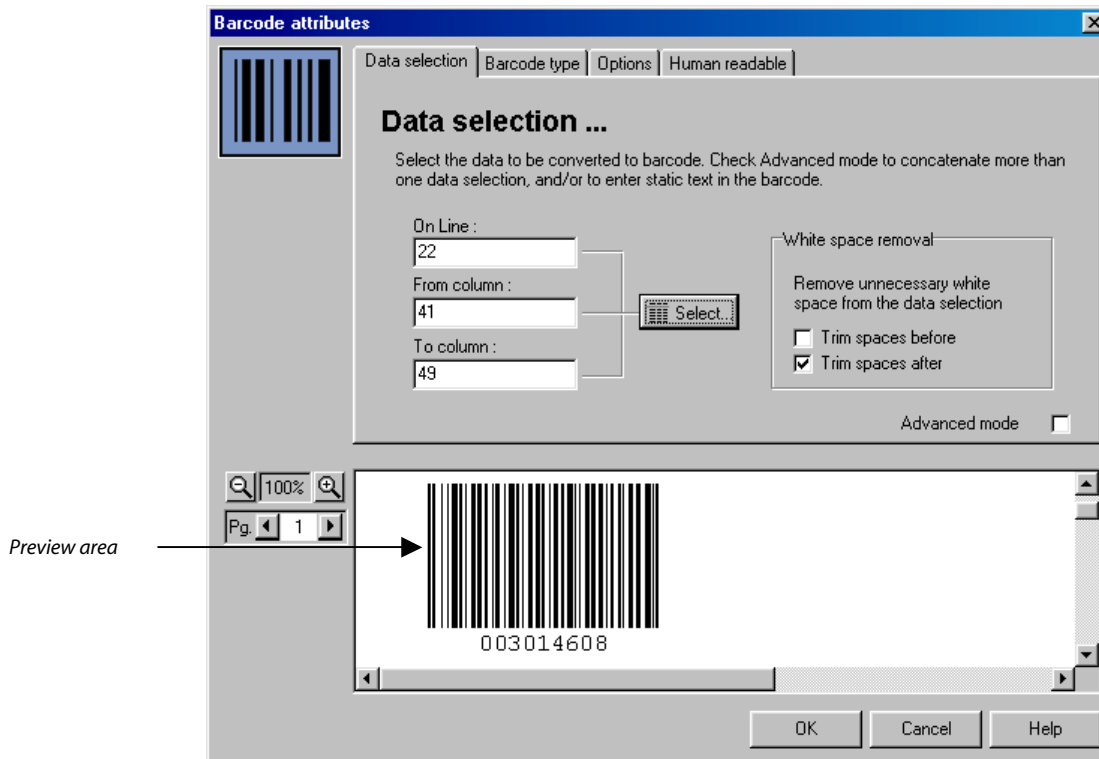 Barcode attributes
Data selection Barcode type Options Human readable
Data selection ...
Select the data to be converted to barcode. Check Advanced mode to concatenate more than
one data selection, and/or to enter static text in the barcode.
On Line :
22
From column :
41
To column :
49
Select...
White space removal
Remove unnecessary white
space from the data selection
Trim spaces before
Trim spaces after
Advanced mode
100%
Pg. 1
Preview area
003014608
OK Cancel Help